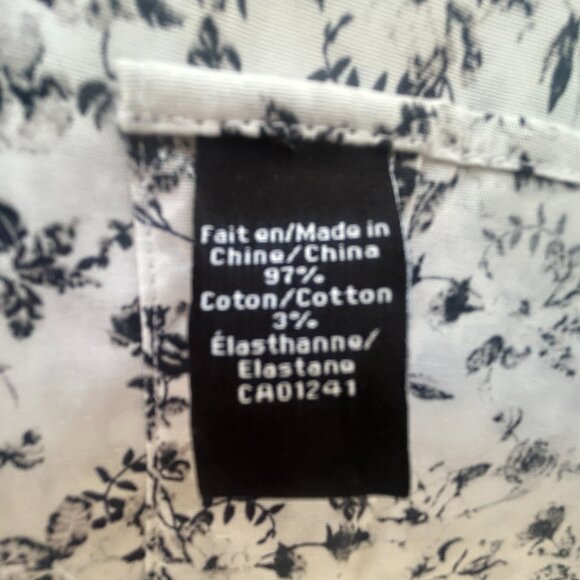 Fait en/Made in
Chine/China
97%
Coton/Cotton
3%
Élasthanne/
Elastane
CA01241